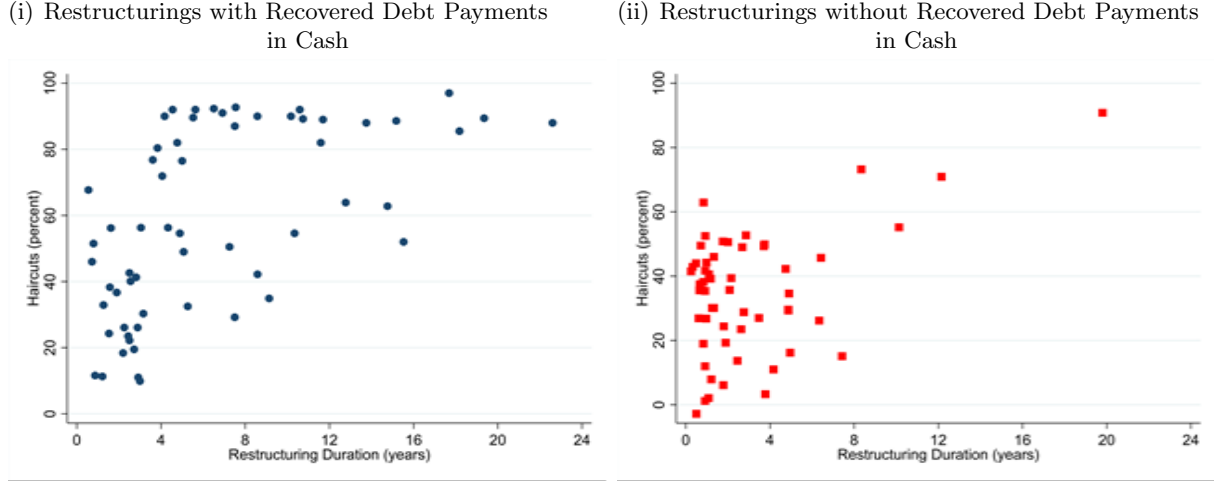 (i) Restructurings with Recovered Debt Payments
in Cash
100
80
60
40
20
0
Haircuts (percent)
0 4 8 12 16 20 24
Restructuring Duration (years)
(ii) Restructurings without Recovered Debt Payments
in Cash
100
80
60
40
20
0
Haircuts (percent)
0 4 8 12 16 20 24
Restructuring Duration (years)